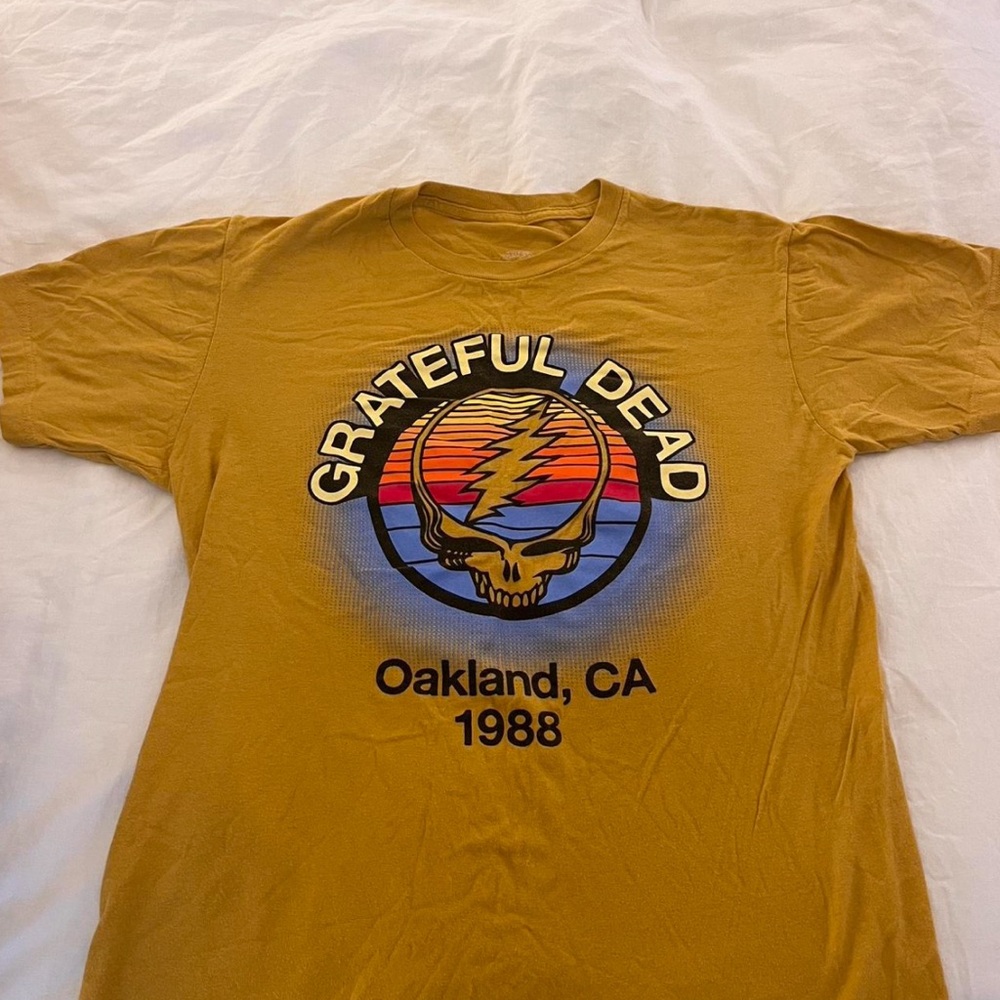 GRATEFUL DEAD
Oakland, CA
1988